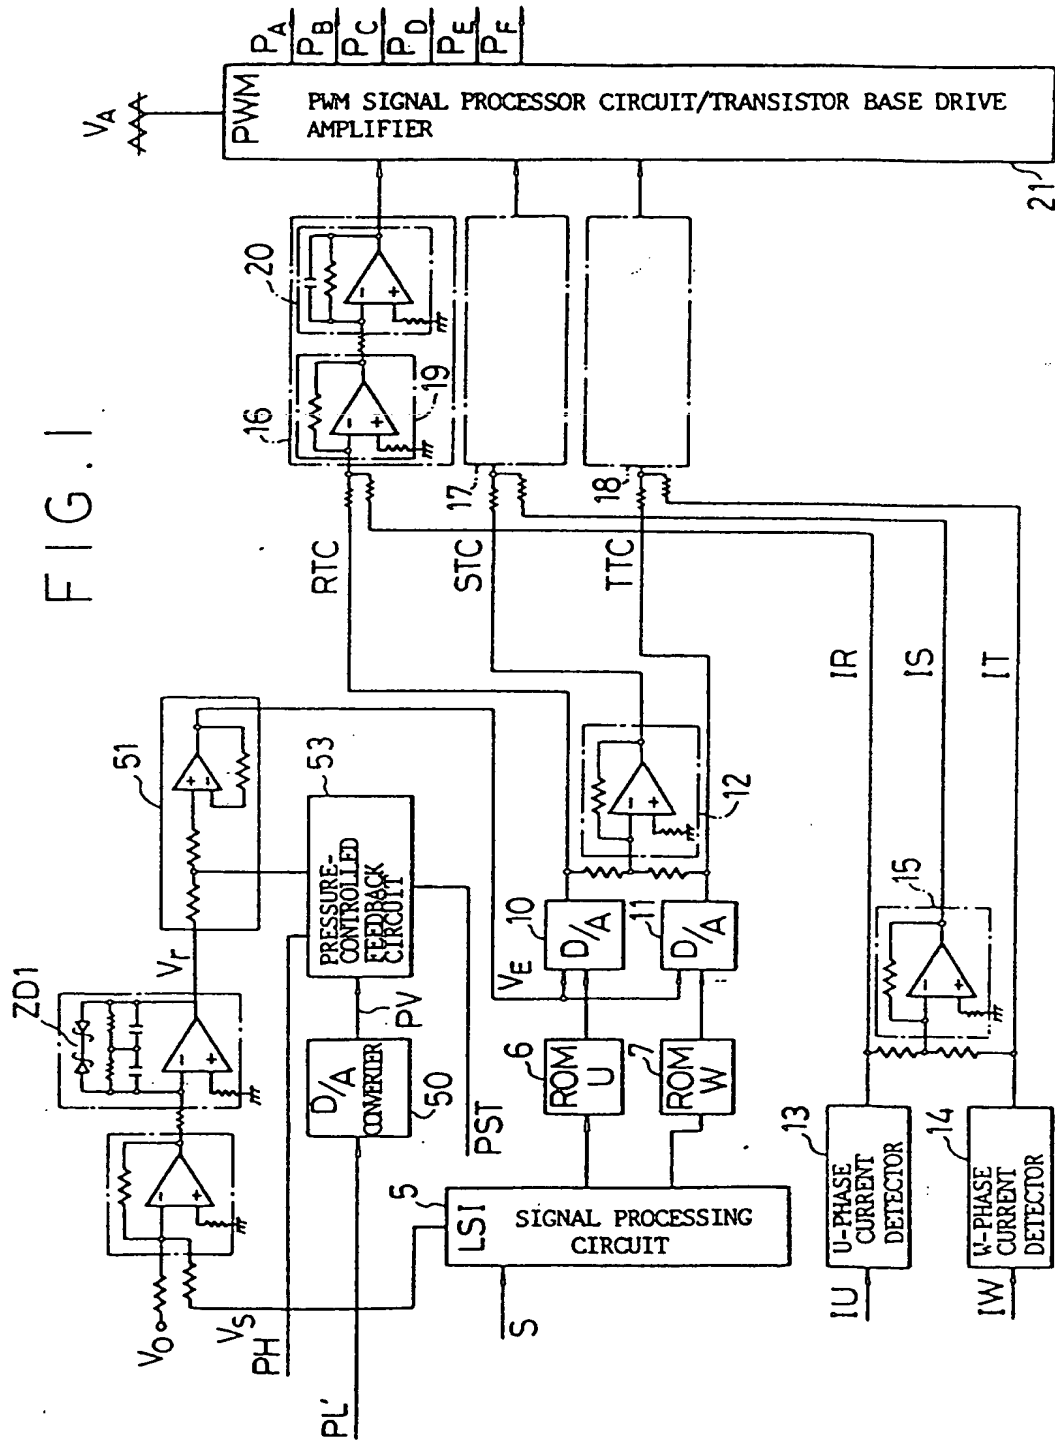 FIG. 1
VA
PWM
PWM SIGNAL PROCESSOR CIRCUIT/TRANSISTOR BASE DRIVE
AMPLIFIER
21
PA
PB
PC
PD
PE
PF
16
19
20
17
18
RTC
STC
TTC
51
ZD1
Vr
Vo
Vs
PH
PL'
53
PRESSURE-
CONTROLLED
FEEDBACK
CIRCUIT
PV
D/A
CONVERTER
50
PST
VE
10
D/A
11
D/A
12
6
ROM
U
7
ROM
W
5
LSI
SIGNAL PROCESSING
CIRCUIT
S
IR
IS
IT
15
13
U-PHASE
CURRENT
DETECTOR
14
W-PHASE
CURRENT
DETECTOR
IU
IW